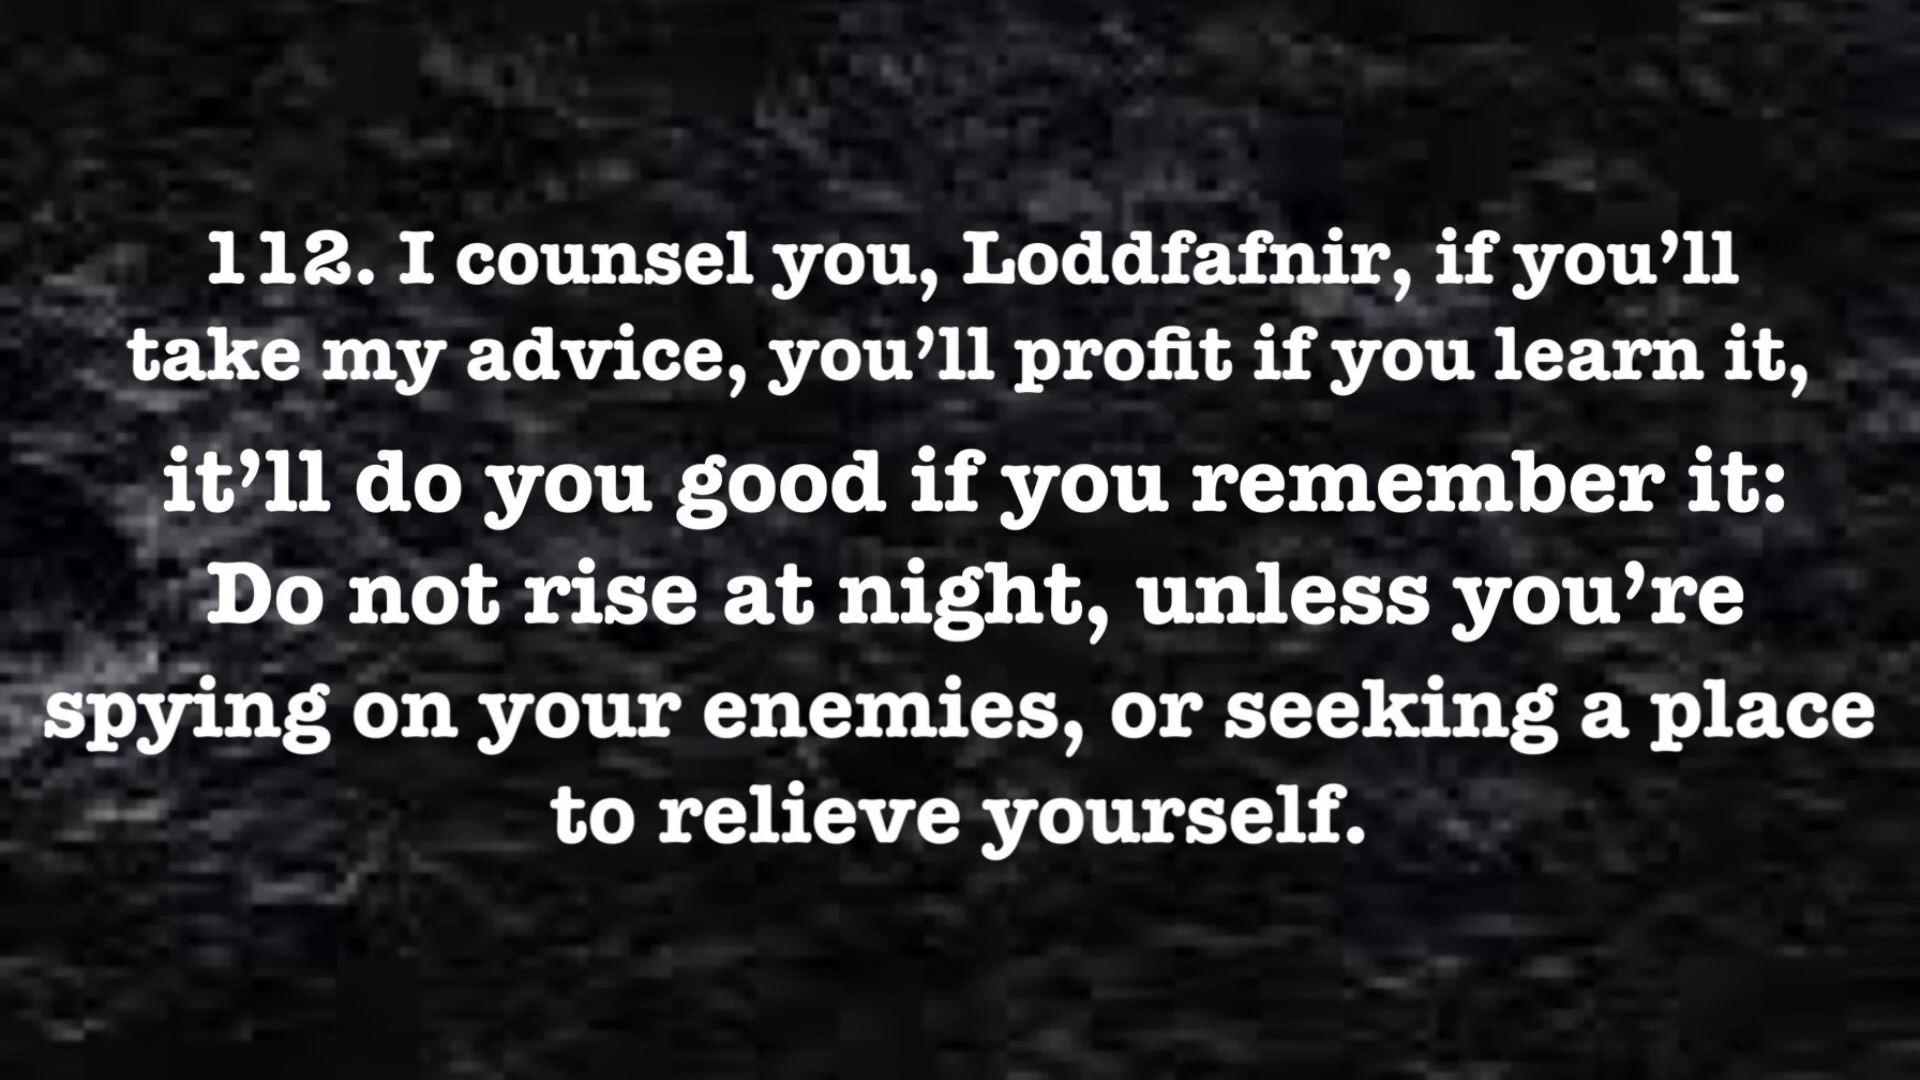 112. I counsel you, Loddfafnir, if you’ll
take my advice, you’ll profit if you learn it,
it’ll do you good if you remember it:
Do not rise at night, unless you’re
spying on your enemies, or seeking a place
to relieve yourself.